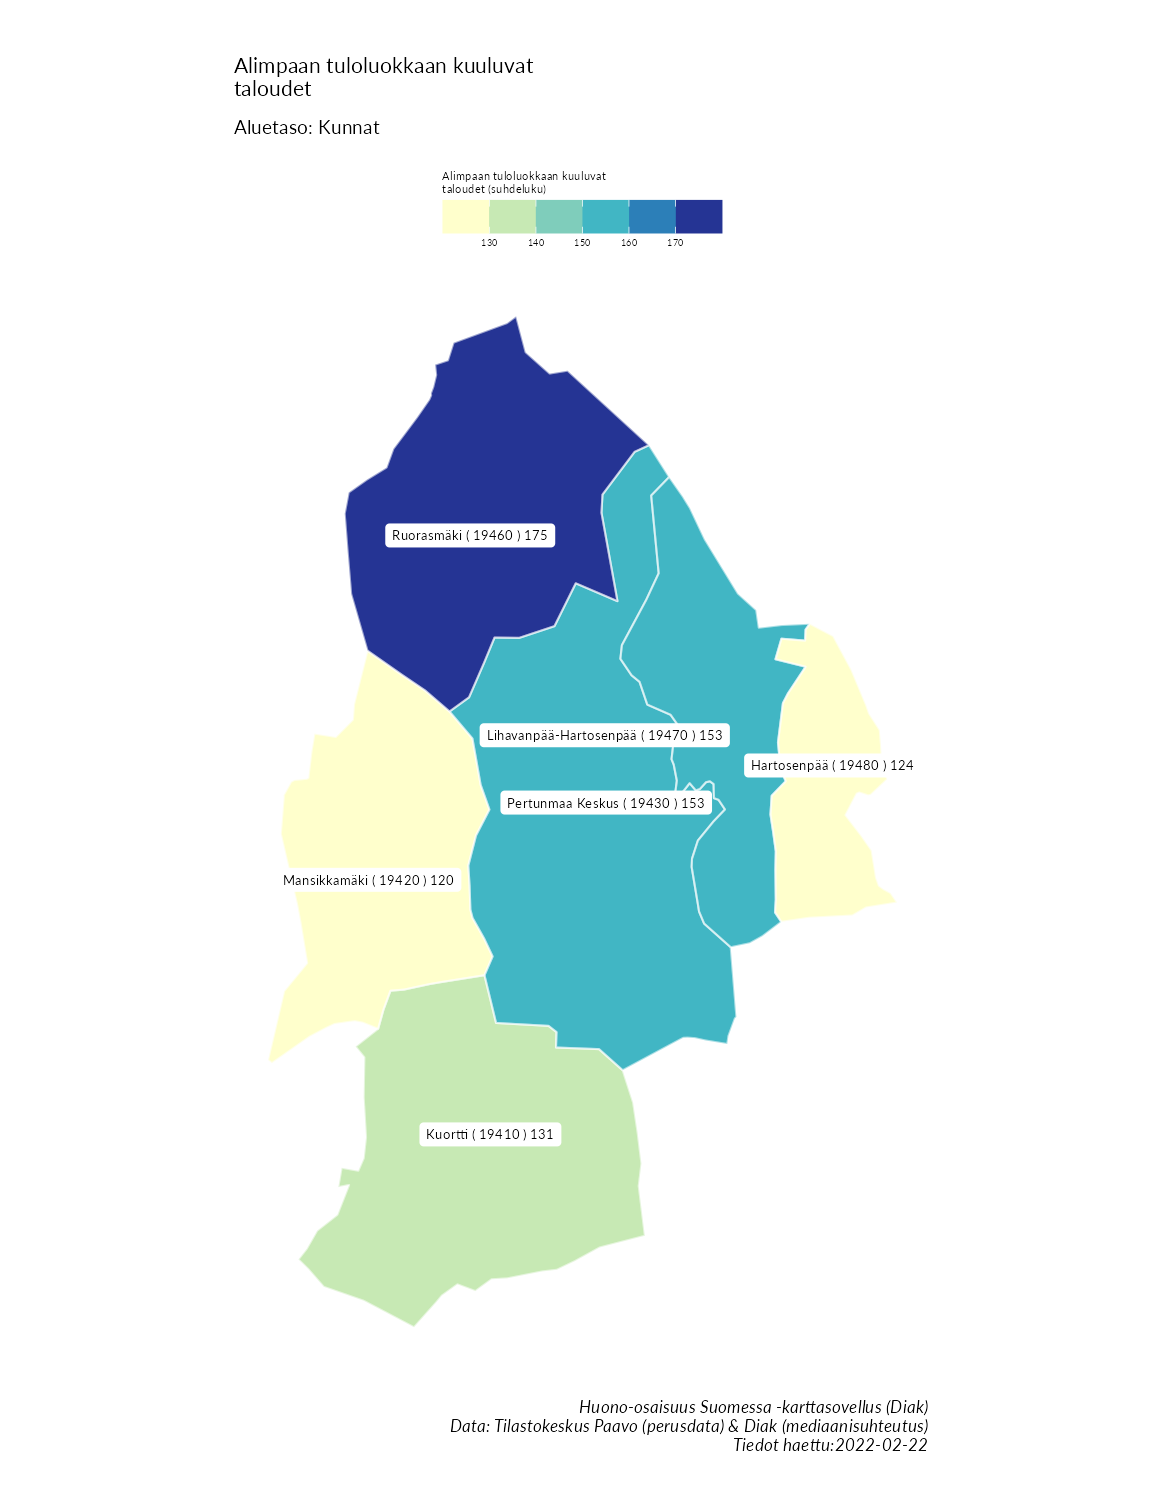 Alimpaan tuloluokkaan kuuluvat
taloudet
Aluetaso: Kunnat
Alimpaan tuloluokkaan kuuluvat
taloudet (suhdeluku)
130 140 150 160 170
Ruorasmäki ( 19460 ) 175
Lihavanpää-Hartosenpää ( 19470 ) 153
Hartosenpää ( 19480 ) 124
Pertunmaa Keskus ( 19430 ) 153
Mansikkamäki ( 19420 ) 120
Kuortti ( 19410 ) 131
Huono-osaisuus Suomessa -karttasovellus (Diak)
Data: Tilastokeskus Paavo (perusdata) & Diak (mediaanisuhteutus)
Tiedot haettu:2022-02-22